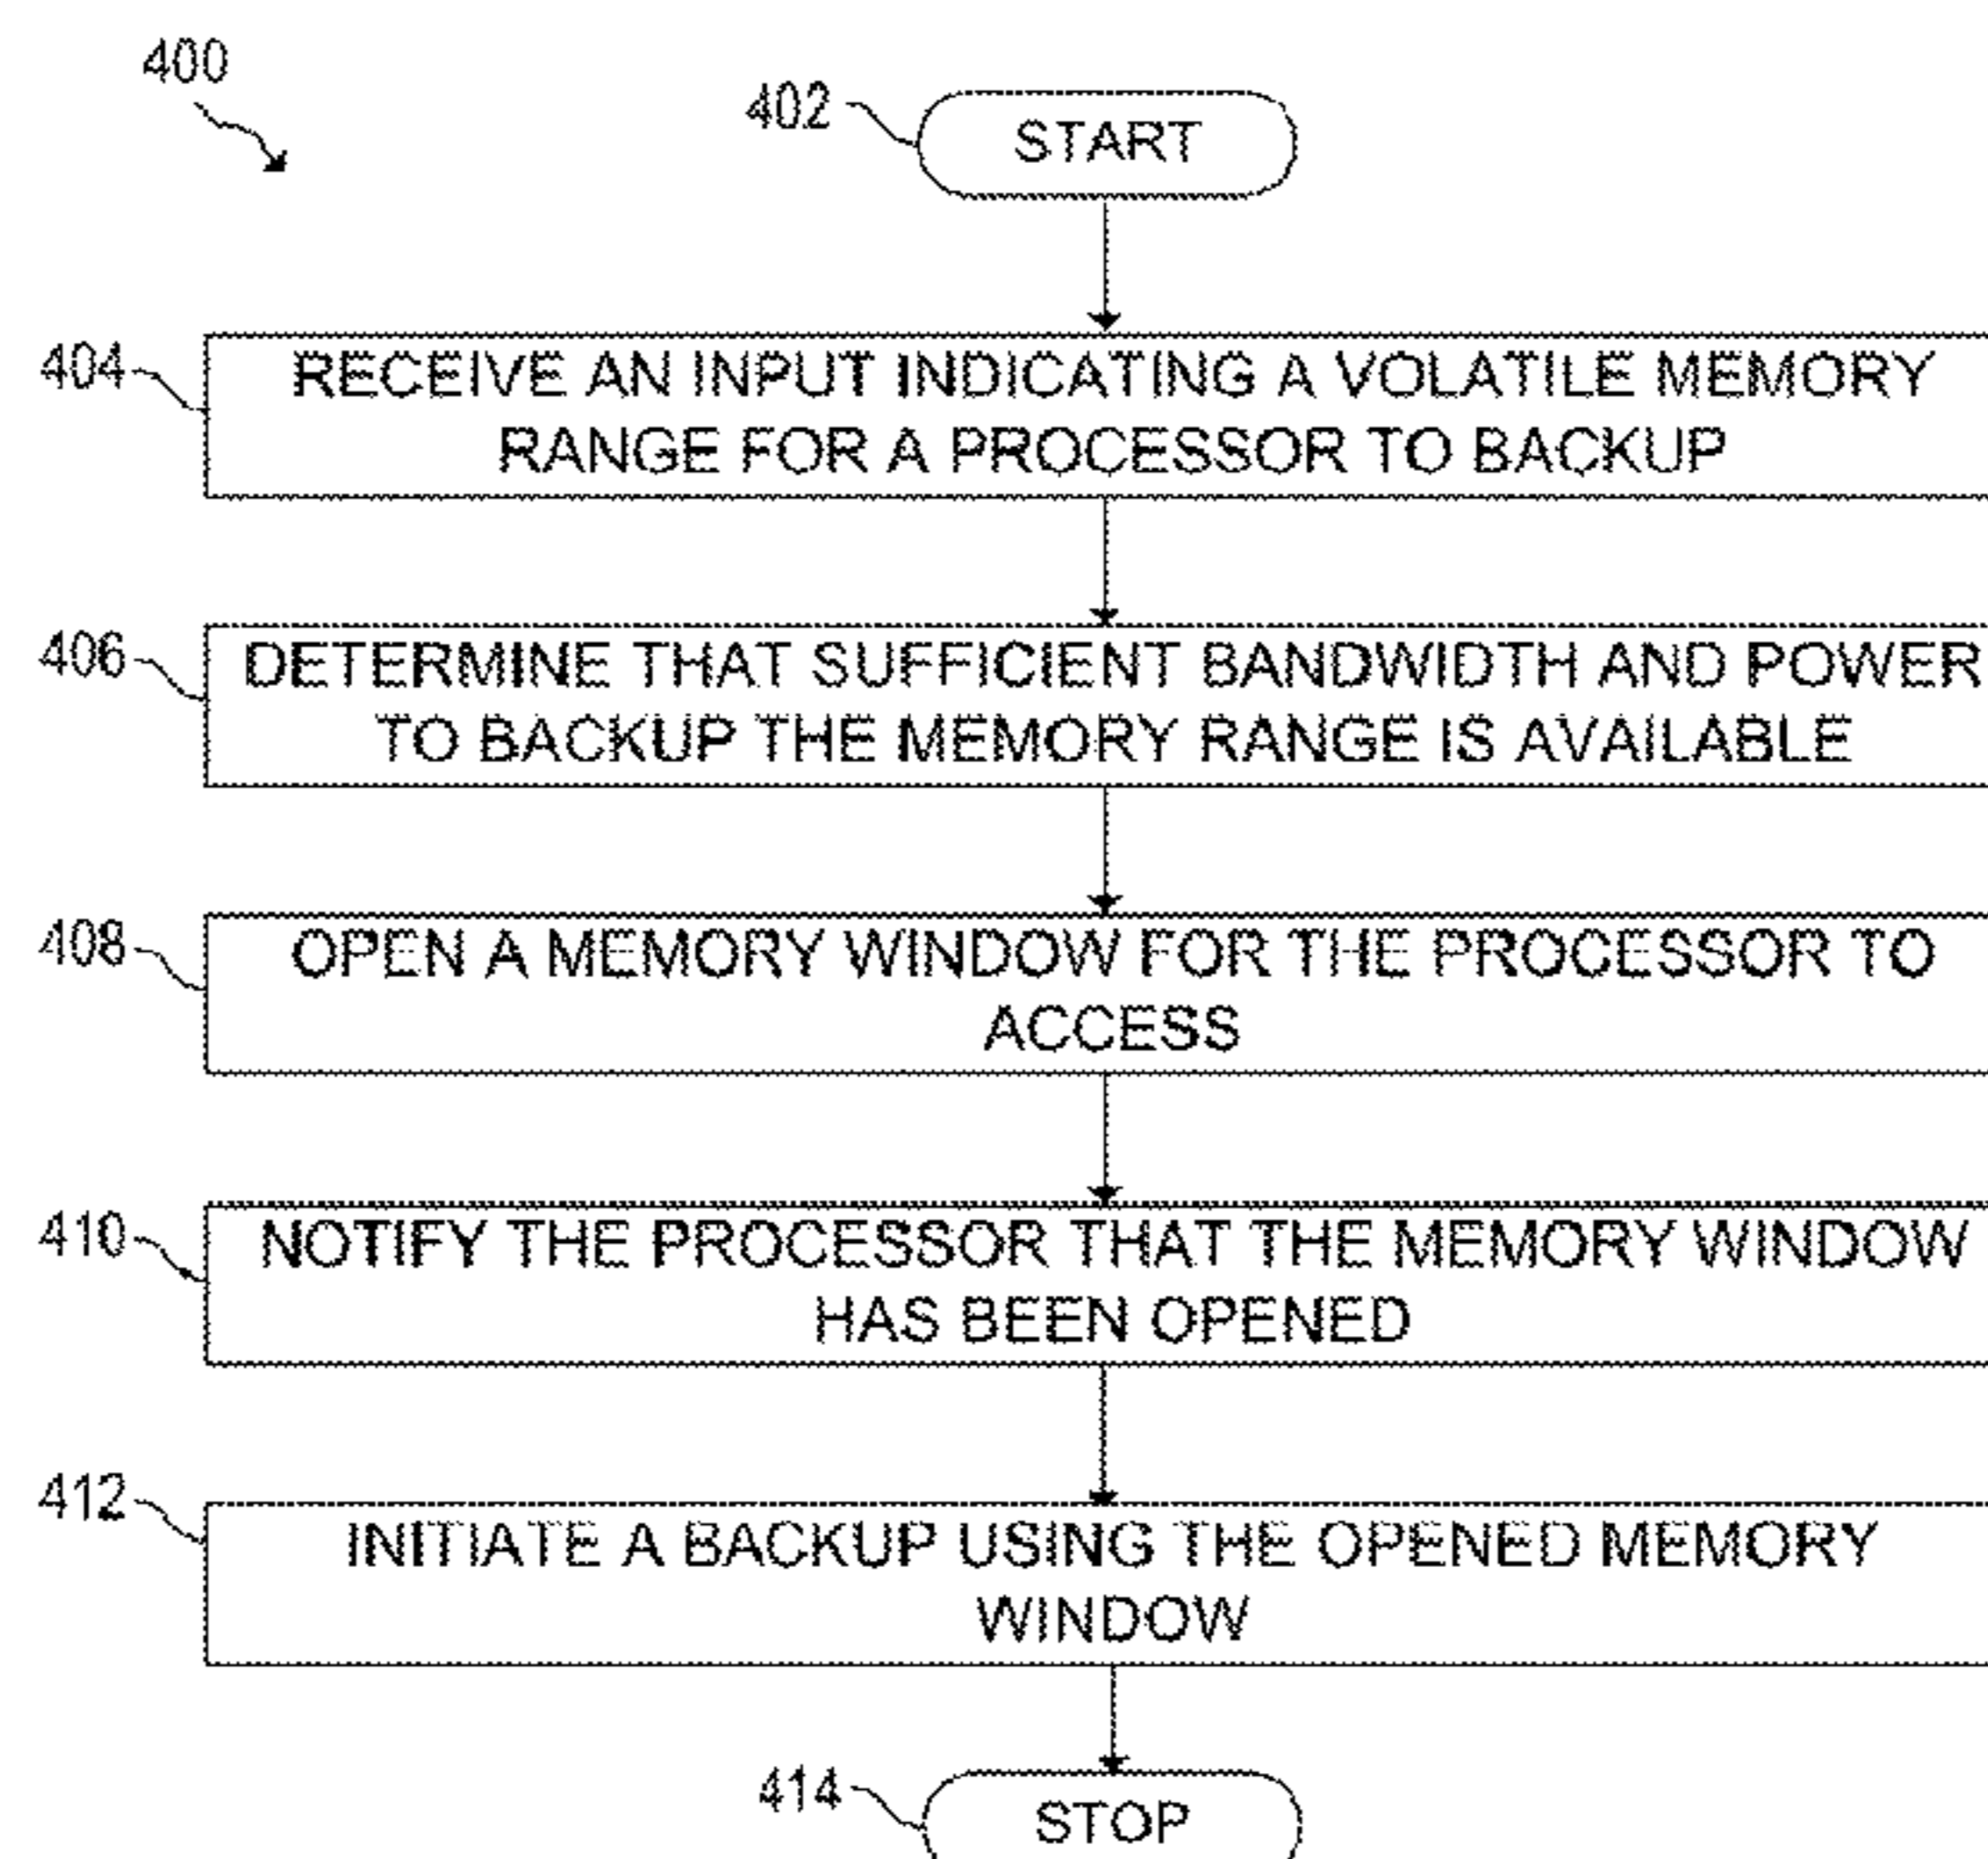 400
402
START
404
RECEIVE AN INPUT INDICATING A VOLATILE MEMORY
RANGE FOR A PROCESSOR TO BACKUP
406
DETERMINE THAT SUFFICIENT BANDWIDTH AND POWER
TO BACKUP THE MEMORY RANGE IS AVAILABLE
408
OPEN A MEMORY WINDOW FOR THE PROCESSOR TO
ACCESS
410
NOTIFY THE PROCESSOR THAT THE MEMORY WINDOW
HAS BEEN OPENED
412
INITIATE A BACKUP USING THE OPENED MEMORY
WINDOW
414
STOP